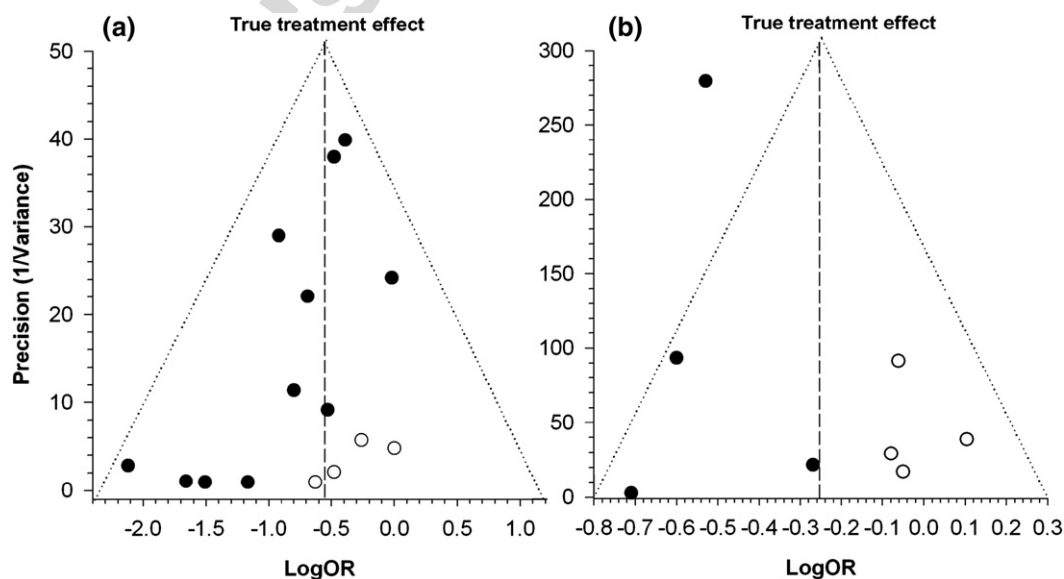 (a)
True treatment effect
50
40
30
20
10
0
Precision (1/Variance)
-2.0 -1.5 -1.0 -0.5 0.0 0.5 1.0
LogOR
(b)
True treatment effect
300
250
200
150
100
50
0
-0.8 -0.7 -0.6 -0.5 -0.4 -0.3 -0.2 -0.1 0.0 0.1 0.2 0.3
LogOR